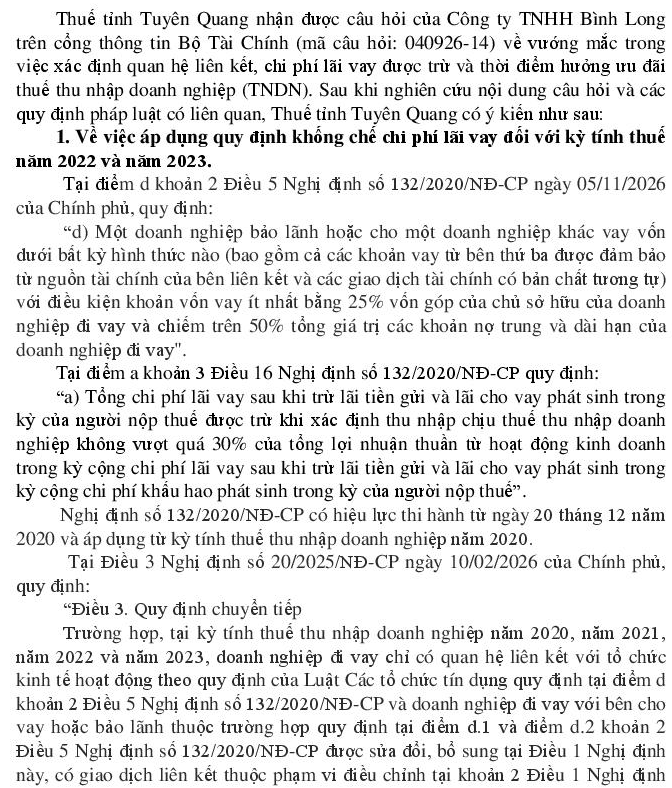 Thuế tỉnh Tuyên Quang nhận được câu hỏi của Công ty TNHH Bình Long
trên cổng thông tin Bộ Tài Chính (mã câu hỏi: 040926-14) về vướng mắc trong
việc xác định quan hệ liên kết, chi phí lãi vay được trừ và thời điểm hưởng ưu đãi
thuế thu nhập doanh nghiệp (TNDN). Sau khi nghiên cứu nội dung câu hỏi và các
quy định pháp luật có liên quan, Thuế tỉnh Tuyên Quang có ý kiến như sau:
1. Về việc áp dụng quy định khống chế chi phí lãi vay đối với kỳ tính thuế
năm 2022 và năm 2023.
Tại điểm d khoản 2 Điều 5 Nghị định số 132/2020/NĐ-CP ngày 05/11/2026
của Chính phủ, quy định:
“d) Một doanh nghiệp bảo lãnh hoặc cho một doanh nghiệp khác vay vốn
dưới bất kỳ hình thức nào (bao gồm cả các khoản vay từ bên thứ ba được đảm bảo
từ nguồn tài chính của bên liên kết và các giao dịch tài chính có bản chất tương tự)
với điều kiện khoản vốn vay ít nhất bằng 25% vốn góp của chủ sở hữu của doanh
nghiệp đi vay và chiếm trên 50% tổng giá trị các khoản nợ trung và dài hạn của
doanh nghiệp đi vay".
Tại điểm a khoản 3 Điều 16 Nghị định số 132/2020/NĐ-CP quy định:
“a) Tổng chi phí lãi vay sau khi trừ lãi tiền gửi và lãi cho vay phát sinh trong
kỳ của người nộp thuế được trừ khi xác định thu nhập chịu thuế thu nhập doanh
nghiệp không vượt quá 30% của tổng lợi nhuận thuần từ hoạt động kinh doanh
trong kỳ cộng chi phí lãi vay sau khi trừ lãi tiền gửi và lãi cho vay phát sinh trong
kỳ cộng chi phí khấu hao phát sinh trong kỳ của người nộp thuế”.
Nghị định số 132/2020/NĐ-CP có hiệu lực thi hành từ ngày 20 tháng 12 năm
2020 và áp dụng từ kỳ tính thuế thu nhập doanh nghiệp năm 2020.
Tại Điều 3 Nghị định số 20/2025/NĐ-CP ngày 10/02/2026 của Chính phủ,
quy định:
“Điều 3. Quy định chuyển tiếp
Trường hợp, tại kỳ tính thuế thu nhập doanh nghiệp năm 2020, năm 2021,
năm 2022 và năm 2023, doanh nghiệp đi vay chỉ có quan hệ liên kết với tổ chức
kinh tế hoạt động theo quy định của Luật Các tổ chức tín dụng quy định tại điểm d
khoản 2 Điều 5 Nghị định số 132/2020/NĐ-CP và doanh nghiệp đi vay với bên cho
vay hoặc bảo lãnh thuộc trường hợp quy định tại điểm d.1 và điểm d.2 khoản 2
Điều 5 Nghị định số 132/2020/NĐ-CP được sửa đổi, bổ sung tại Điều 1 Nghị định
này, có giao dịch liên kết thuộc phạm vi điều chỉnh tại khoản 2 Điều 1 Nghị định